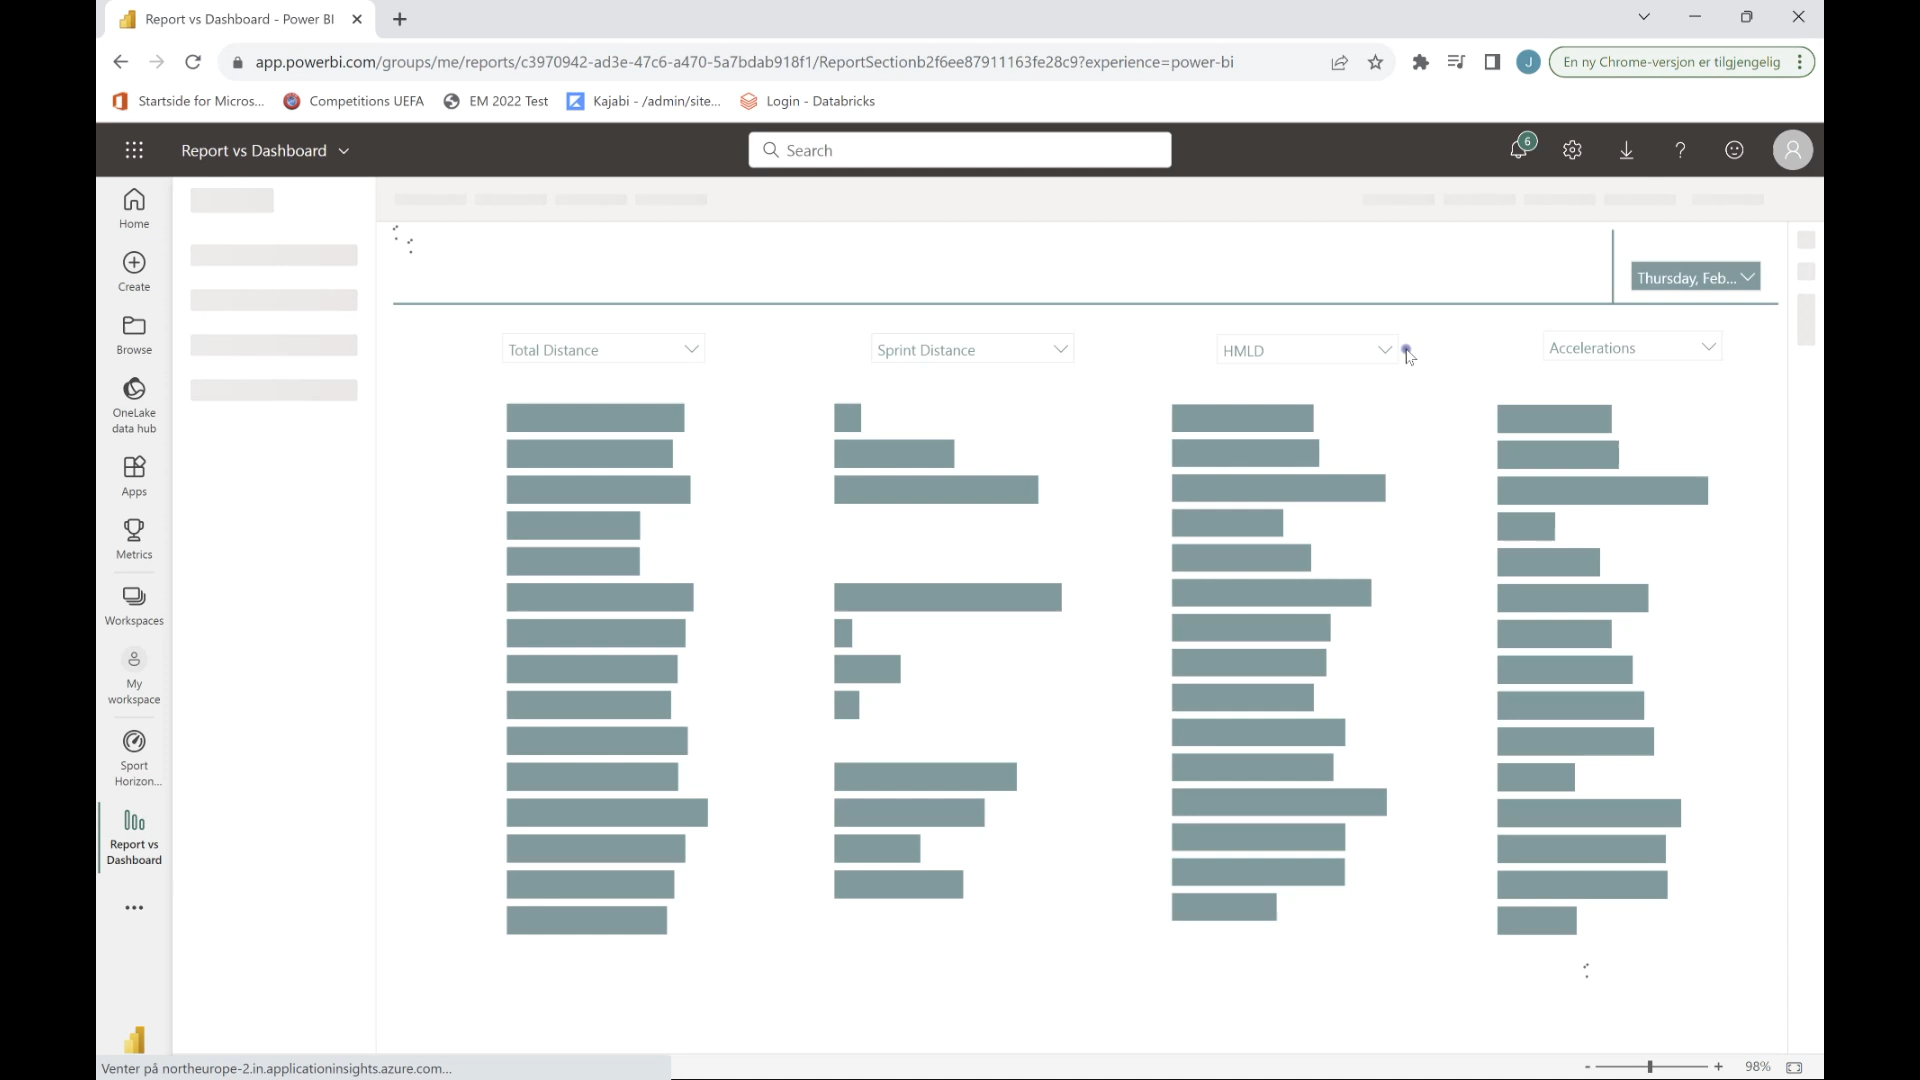 Report vs Dashboard - Power BI
app.powerbi.com/groups/me/reports/c3970942-ad3e-47c6-a470-5a7bdab918f1/ReportSectionb2f6ee87911163fe28c9?experience=power-bi
J
En ny Chrome-versjon er tilgjengelig
Startside for Micros...
Competitions UEFA
EM 2022 Test
Kajabi - /admin/site...
Login - Databricks
Report vs Dashboard
Search
6
Home
Create
Browse
OneLake
data hub
Apps
Metrics
Workspaces
My
workspace
Sport
Horizon...
Report vs
Dashboard
Thursday, Feb...
Total Distance
Sprint Distance
HMLD
Accelerations
Venter på northeurope-2.in.applicationinsights.azure.com...
- + 98%